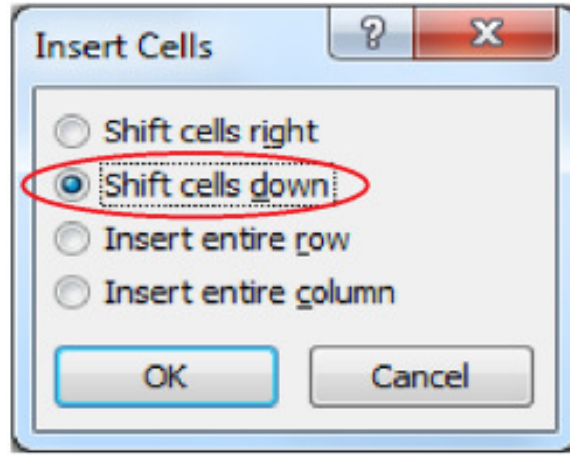 Insert Cells
Shift cells right
Shift cells down
Insert entire row
Insert entire column
OK
Cancel